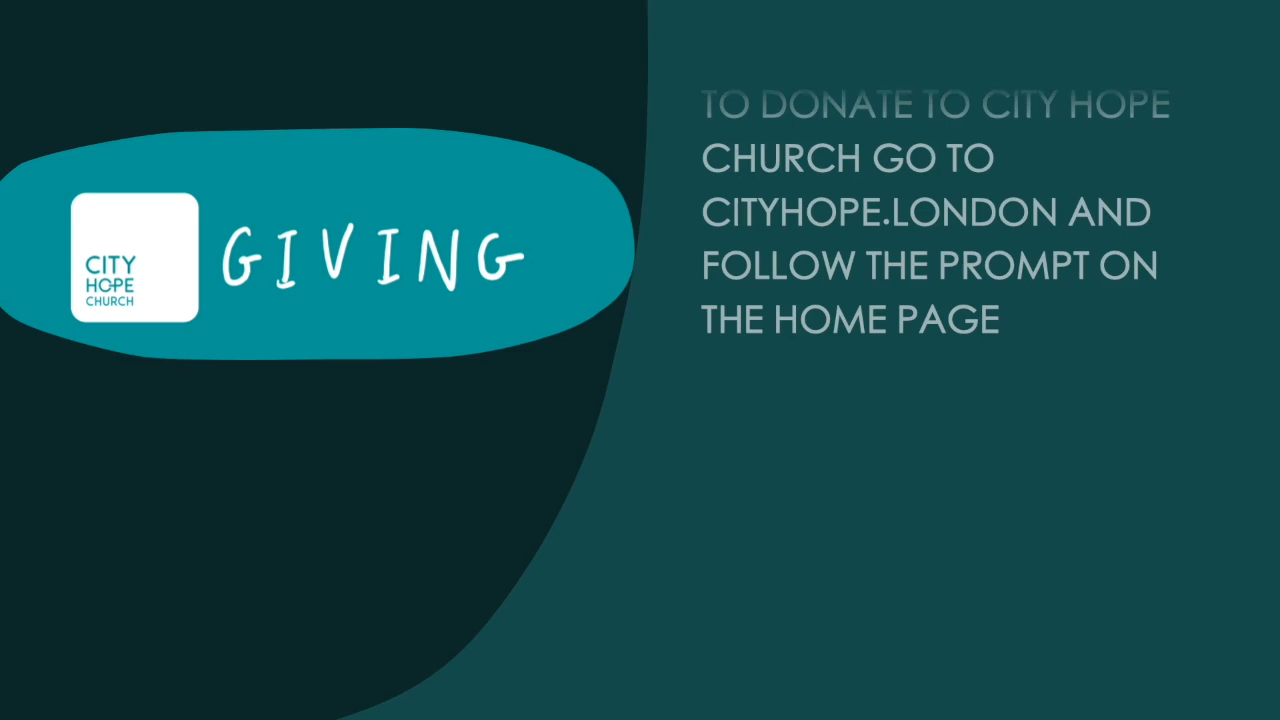 CITY
HOPE
CHURCH
GIVING
TO DONATE TO CITY HOPE
CHURCH GO TO
CITYHOPE.LONDON AND
FOLLOW THE PROMPT ON
THE HOME PAGE